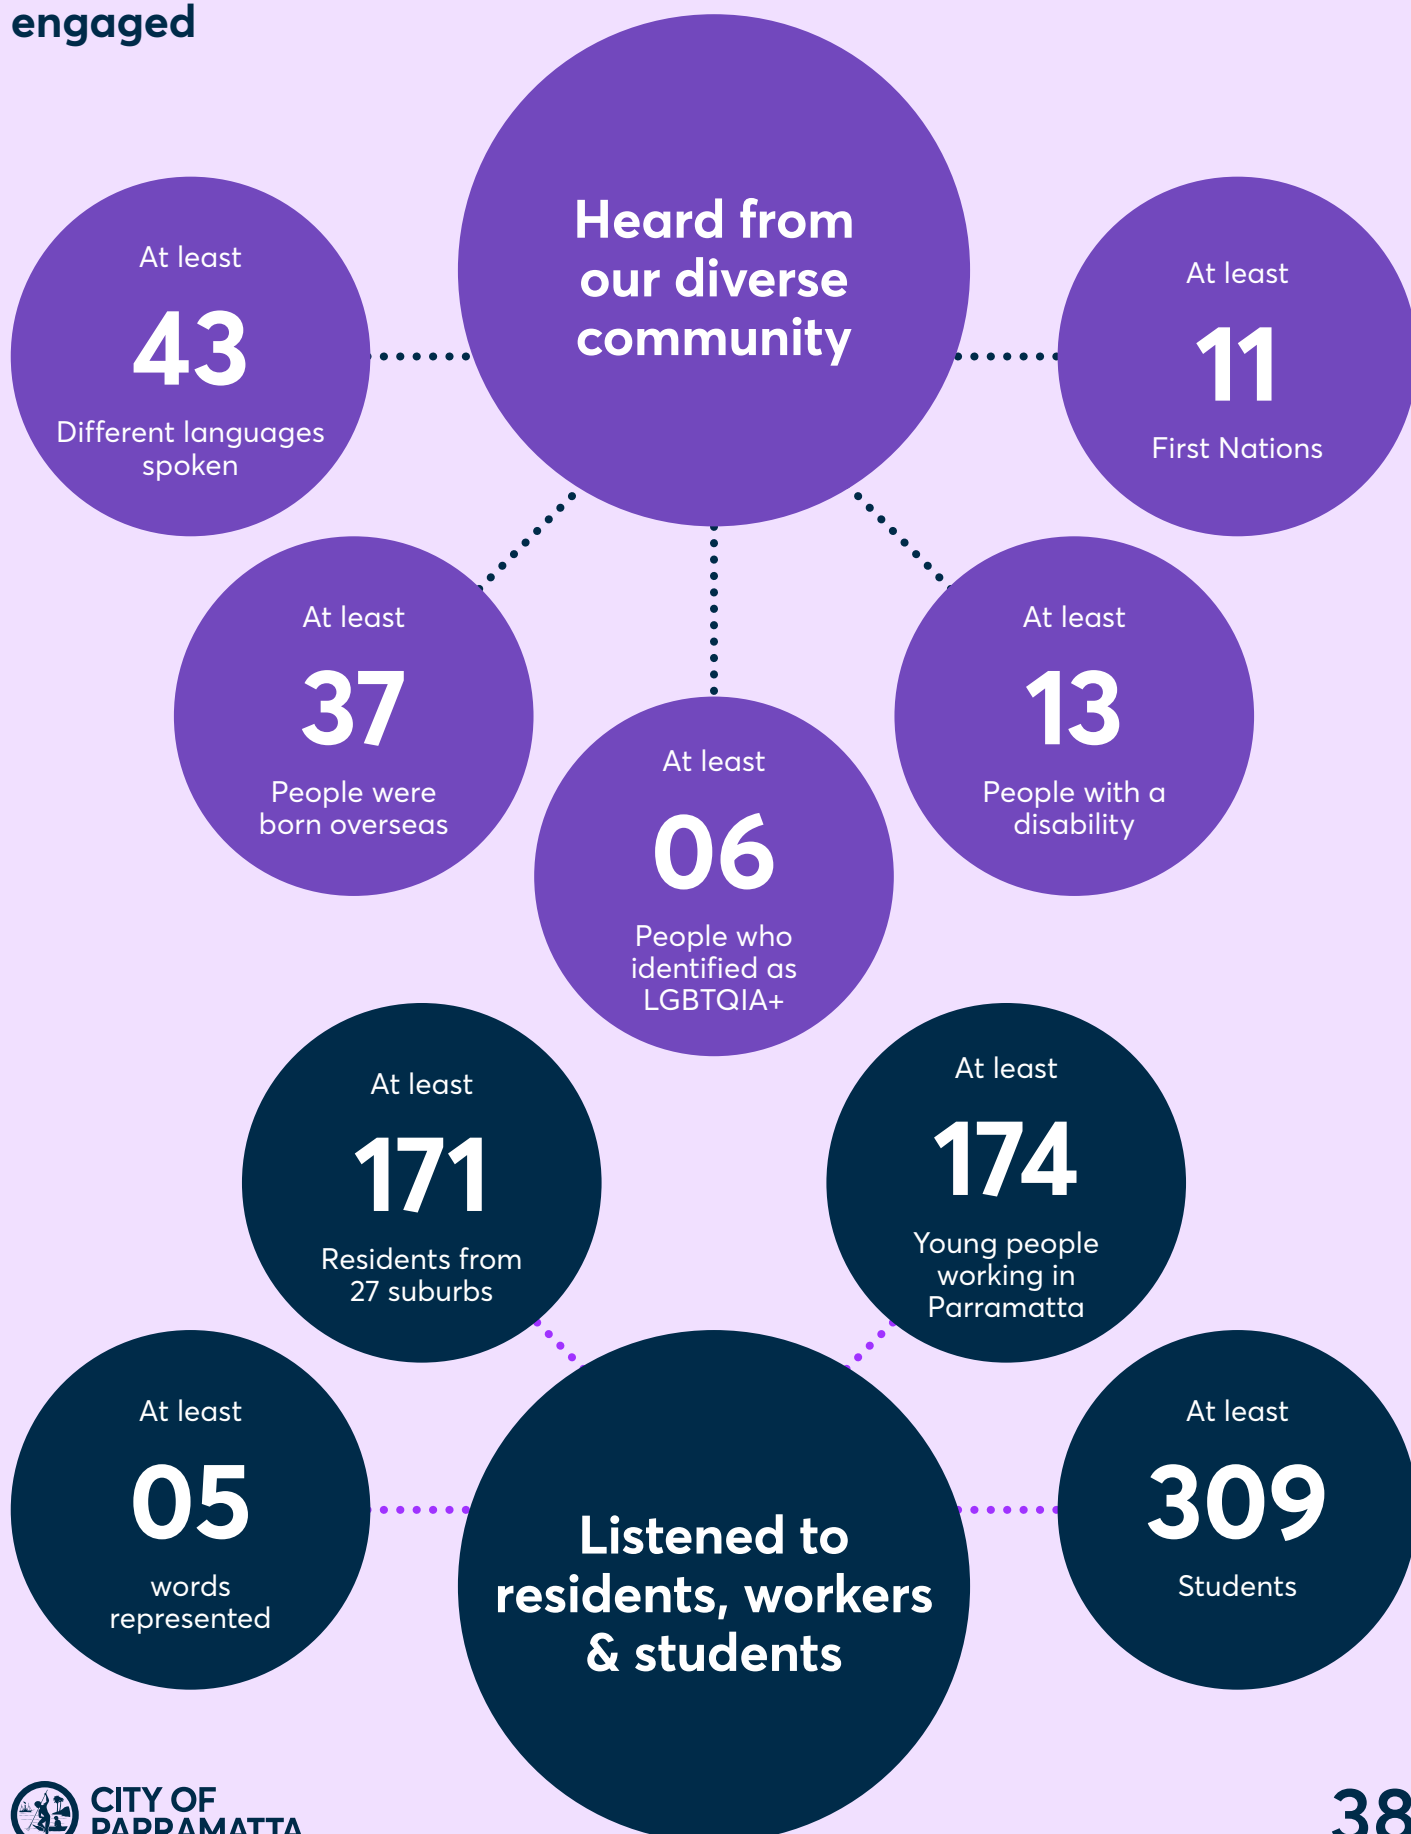 engaged
Heard from
our diverse
community
At least
43
Different languages
spoken
At least
11
First Nations
At least
37
People were
born overseas
At least
06
People who
identified as
LGBTQIA+
At least
13
People with a
disability
At least
171
Residents from
27 suburbs
At least
174
Young people
working in
Parramatta
At least
05
words
represented
Listened to
residents, workers
& students
At least
309
Students
CITY OF
PARRAMATTA
38